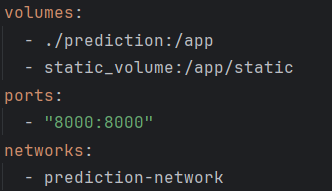 volumes:
  - ./prediction:/app
  - static_volume:/app/static
ports:
  - "8000:8000"
networks:
  - prediction-network